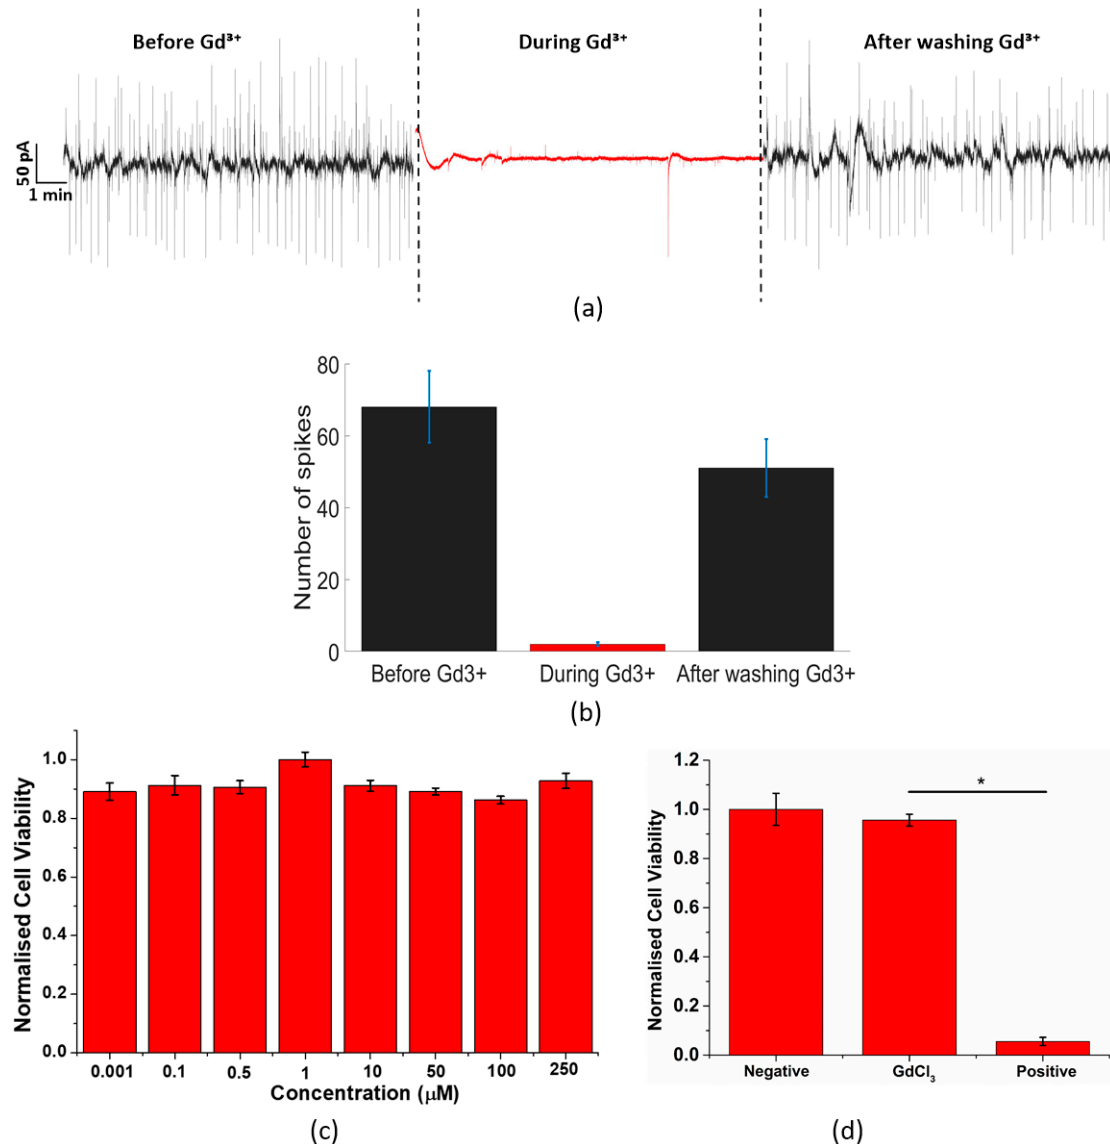 Before Gd³⁺ During Gd³⁺ After washing Gd³⁺
50 pA
1 min
(a)
Number of spikes
80
60
40
20
0
Before Gd3+ During Gd3+ After washing Gd3+
(b)
Normalised Cell Viability
1.0
0.8
0.6
0.4
0.2
0.0
0.001 0.1 0.5 1 10 50 100 250
Concentration (μM)
(c)
Normalised Cell Viability
1.2
1.0
0.8
0.6
0.4
0.2
0.0
*
Negative GdCl₃ Positive
(d)